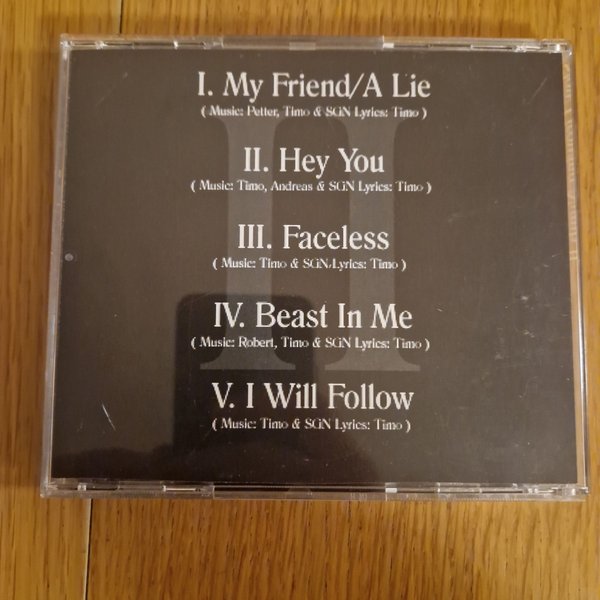 I. My Friend/A Lie
( Music: Petter, Timo & SGN Lyrics: Timo )
II. Hey You
( Music: Timo, Andreas & SGN Lyrics: Timo )
III. Faceless
( Music: Timo & SGN Lyrics: Timo )
IV. Beast In Me
( Music: Robert, Timo & SGN Lyrics: Timo )
V. I Will Follow
( Music: Timo & SGN Lyrics: Timo )
II